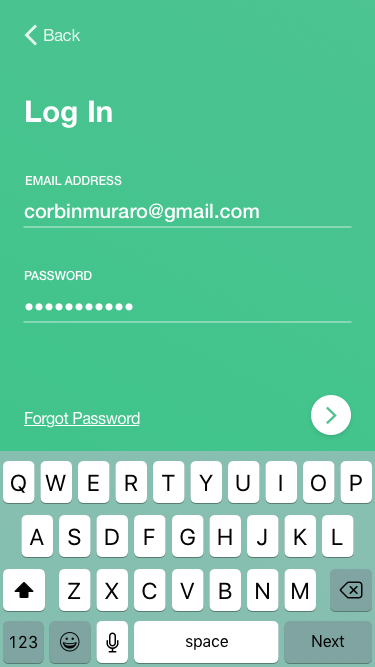 Back
Log In
EMAIL ADDRESS
corbinmuraro@gmail.com
PASSWORD
●●●●●●●●●●●
Forgot Password
Q W E R T Y U I O P
A S D F G H J K L
Z X C V B N M
123 space Next